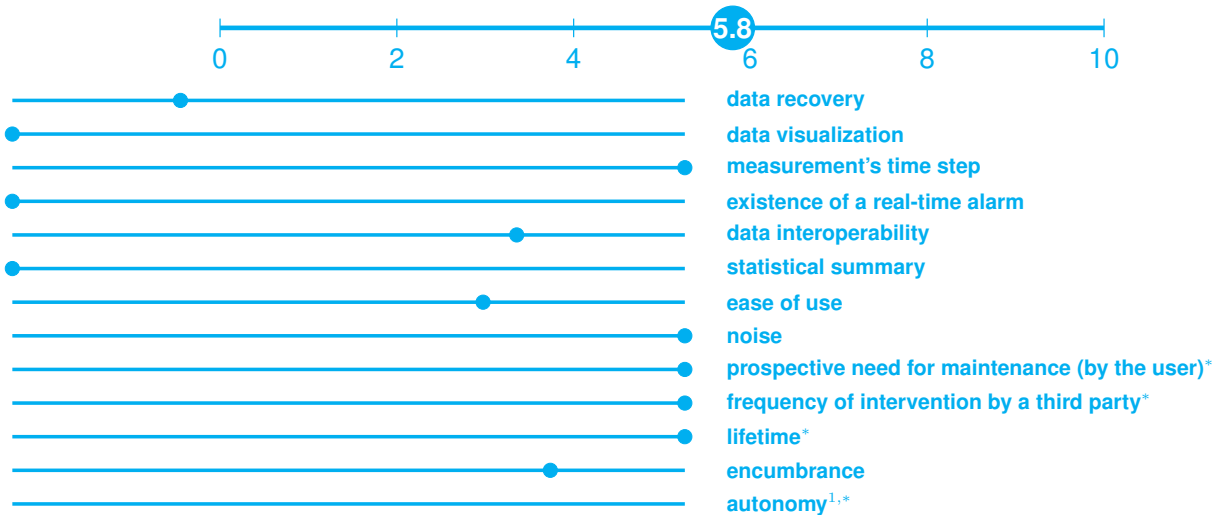 5.8
0 2 4 6 8 10
data recovery
data visualization
measurement's time step
existence of a real-time alarm
data interoperability
statistical summary
ease of use
noise
prospective need for maintenance (by the user)*
frequency of intervention by a third party*
lifetime*
encumbrance
autonomy1,*